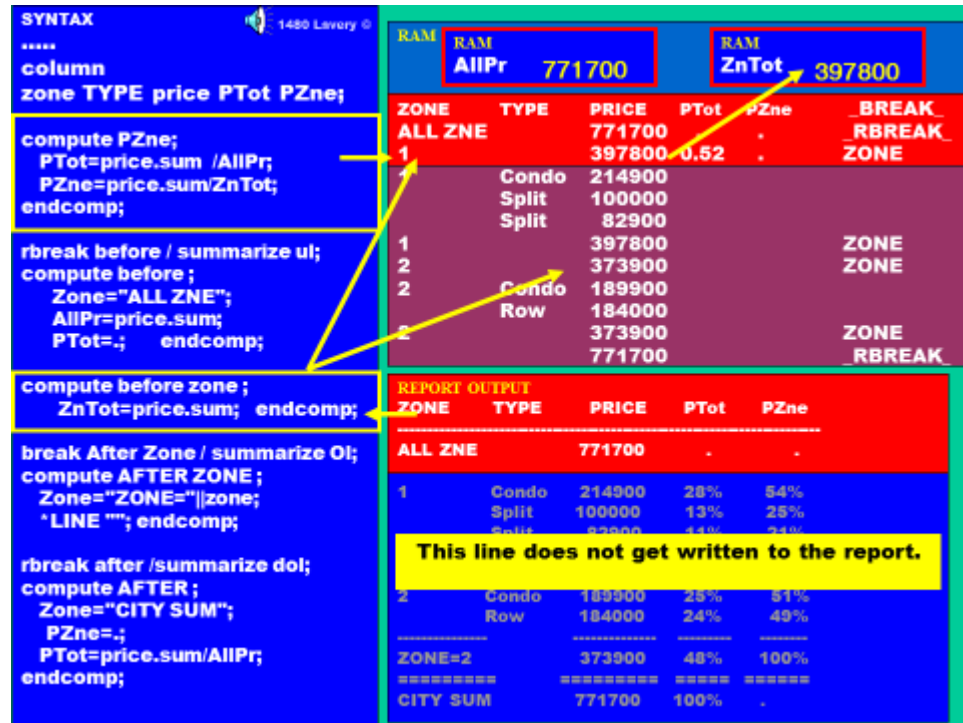 SYNTAX
1480 Lavery ©
.....
column
zone TYPE price PTot PZne;
compute PZne;
PTot=price.sum /AllPr;
PZne=price.sum/ZnTot;
endcomp;
rbreak before / summarize ul;
compute before ;
Zone="ALL ZNE";
AllPr=price.sum;
PTot=.; endcomp;
compute before zone ;
ZnTot=price.sum; endcomp;
break After Zone / summarize Ol;
compute AFTER ZONE ;
Zone="ZONE="||zone;
*LINE ""; endcomp;
rbreak after /summarize dol;
compute AFTER ;
Zone="CITY SUM";
PZne=.;
PTot=price.sum/AllPr;
endcomp;
RAM
RAM
AllPr 771700
RAM
ZnTot 397800
ZONE TYPE PRICE PTot PZne _BREAK_
ALL ZNE 771700 . . _RBREAK_
1 397800 0.52 . ZONE
1 Condo 214900
Split 100000
Split 82900
1 397800 ZONE
2 373900 ZONE
2 Condo 189900
Row 184000
2 373900 ZONE
771700 _RBREAK_
REPORT OUTPUT
ZONE TYPE PRICE PTot PZne
ALL ZNE 771700 . .
1 Condo 214900 28% 54%
Split 100000 13% 25%
Split 82900 11% 21%
This line does not get written to the report.
2 Condo 189900 25% 51%
Row 184000 24% 49%
ZONE=2 373900 48% 100%
CITY SUM 771700 100% .